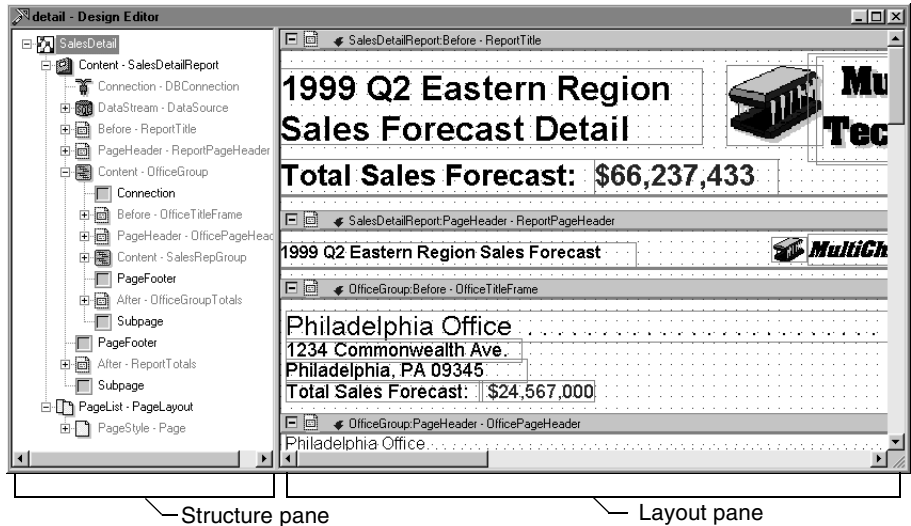 detail - Design Editor
SalesDetail
Content - SalesDetailReport
Connection - DBConnection
DataStream - DataSource
Before - ReportTitle
PageHeader - ReportPageHeader
Content - OfficeGroup
Connection
Before - OfficeTitleFrame
PageHeader - OfficePageHeac
Content - SalesRepGroup
PageFooter
After - OfficeGroupTotals
Subpage
PageFooter
After - ReportTotals
Subpage
PageList - PageLayout
PageStyle - Page
SalesDetailReport:Before - ReportTitle
1999 Q2 Eastern Region
Sales Forecast Detail
Mu
Tec
Total Sales Forecast: $66,237,433
SalesDetailReport:PageHeader - ReportPageHeader
1999 Q2 Eastern Region Sales Forecast
MultiCh
OfficeGroup:Before - OfficeTitleFrame
Philadelphia Office
1234 Commonwealth Ave.
Philadelphia, PA 09345
Total Sales Forecast: $24,567,000
OfficeGroup:PageHeader - OfficePageHeader
Philadelphia Office
Structure pane
Layout pane